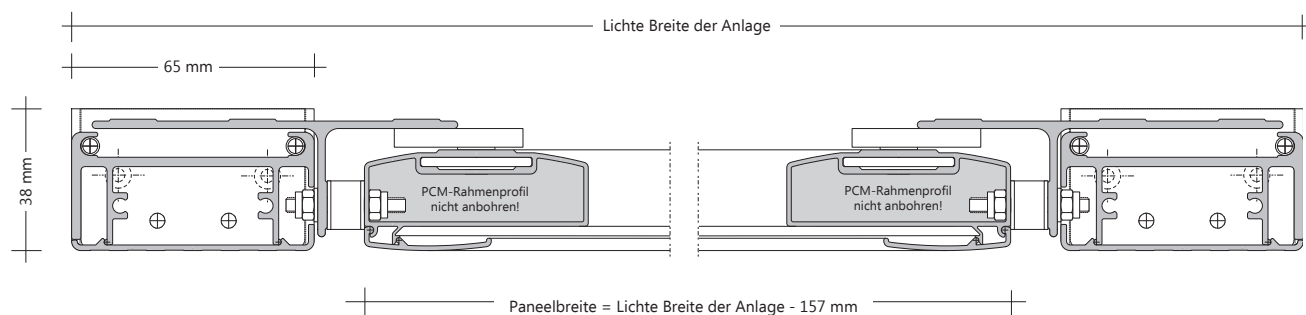 Lichte Breite der Anlage
65 mm
38 mm
PCM-Rahmenprofil
nicht anbohren!
PCM-Rahmenprofil
nicht anbohren!
Paneelbreite = Lichte Breite der Anlage - 157 mm